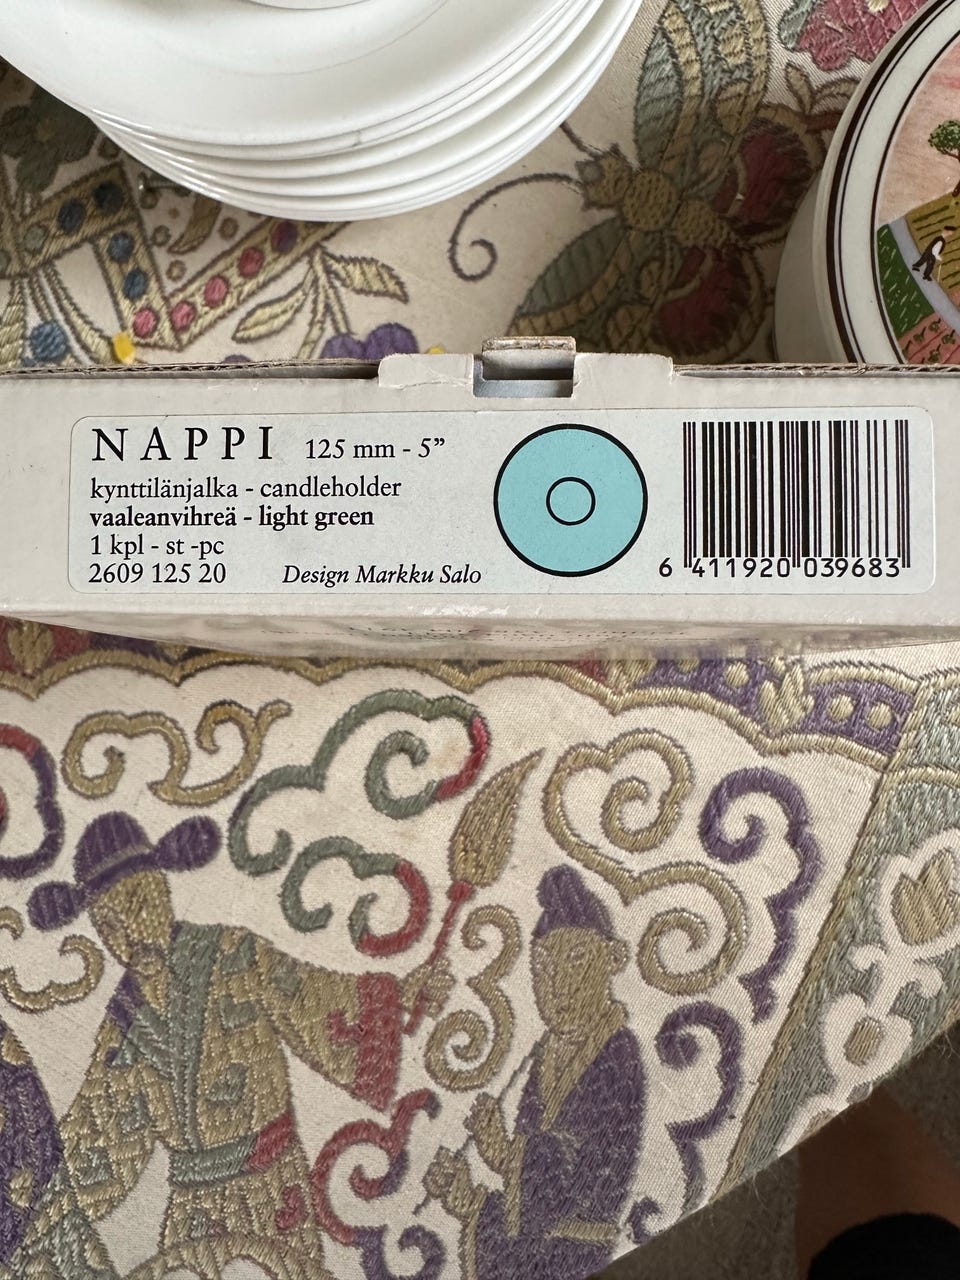 NAPPI 125 mm - 5”
kynttilänjalka - candleholder
vaaleanvihreä - light green
1 kpl - st -pc
2609 125 20 Design Markku Salo
6 411920 039683